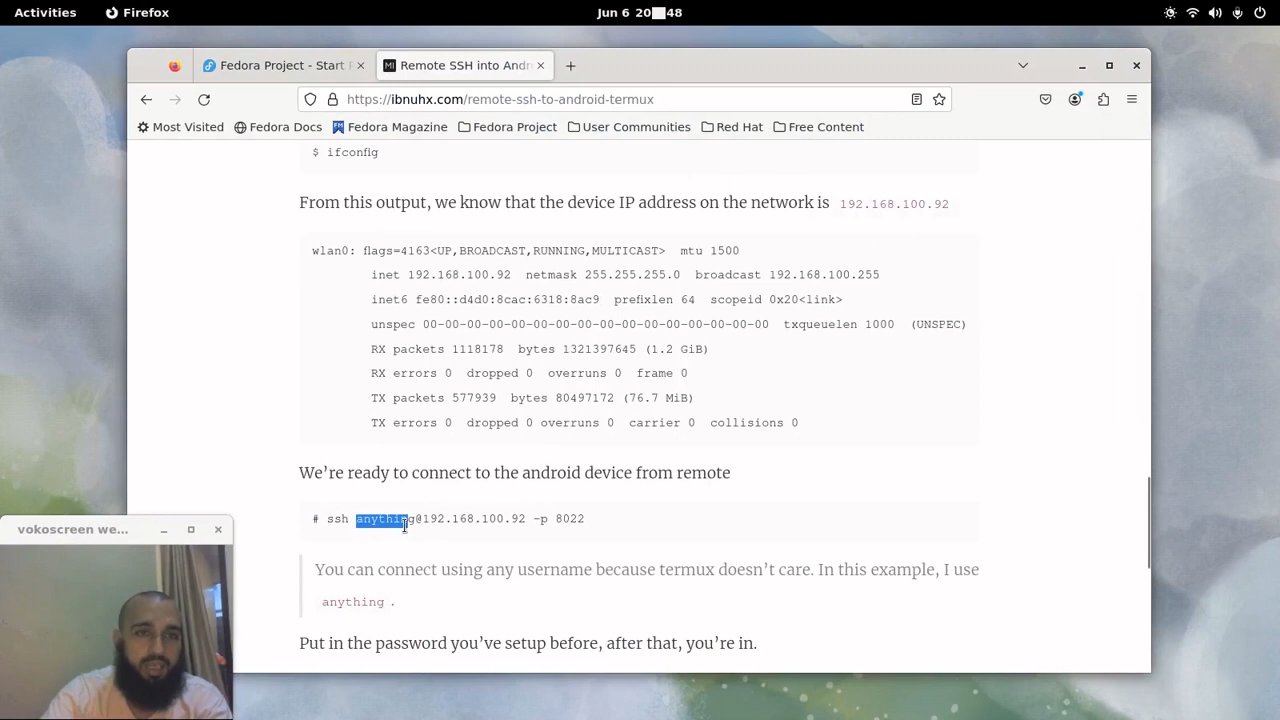 Activities Firefox Jun 6 20 48
Fedora Project - Start Remote SSH into Andr
https://ibnuhx.com/remote-ssh-to-android-termux
Most Visited Fedora Docs Fedora Magazine Fedora Project User Communities Red Hat Free Content
$ ifconfig
From this output, we know that the device IP address on the network is 192.168.100.92
wlan0: flags=4163<UP,BROADCAST,RUNNING,MULTICAST> mtu 1500
inet 192.168.100.92 netmask 255.255.255.0 broadcast 192.168.100.255
inet6 fe80::d4d0:8cac:6318:8ac9 prefixlen 64 scopeid 0x20<link>
unspec 00-00-00-00-00-00-00-00-00-00-00-00-00-00-00-00 txqueuelen 1000 (UNSPEC)
RX packets 1118178 bytes 1321397645 (1.2 GiB)
RX errors 0 dropped 0 overruns 0 frame 0
TX packets 577939 bytes 80497172 (76.7 MiB)
TX errors 0 dropped 0 overruns 0 carrier 0 collisions 0
We’re ready to connect to the android device from remote
# ssh anything@192.168.100.92 -p 8022
You can connect using any username because termux doesn’t care. In this example, I use
anything .
Put in the password you’ve setup before, after that, you’re in.
vokoscreen we...